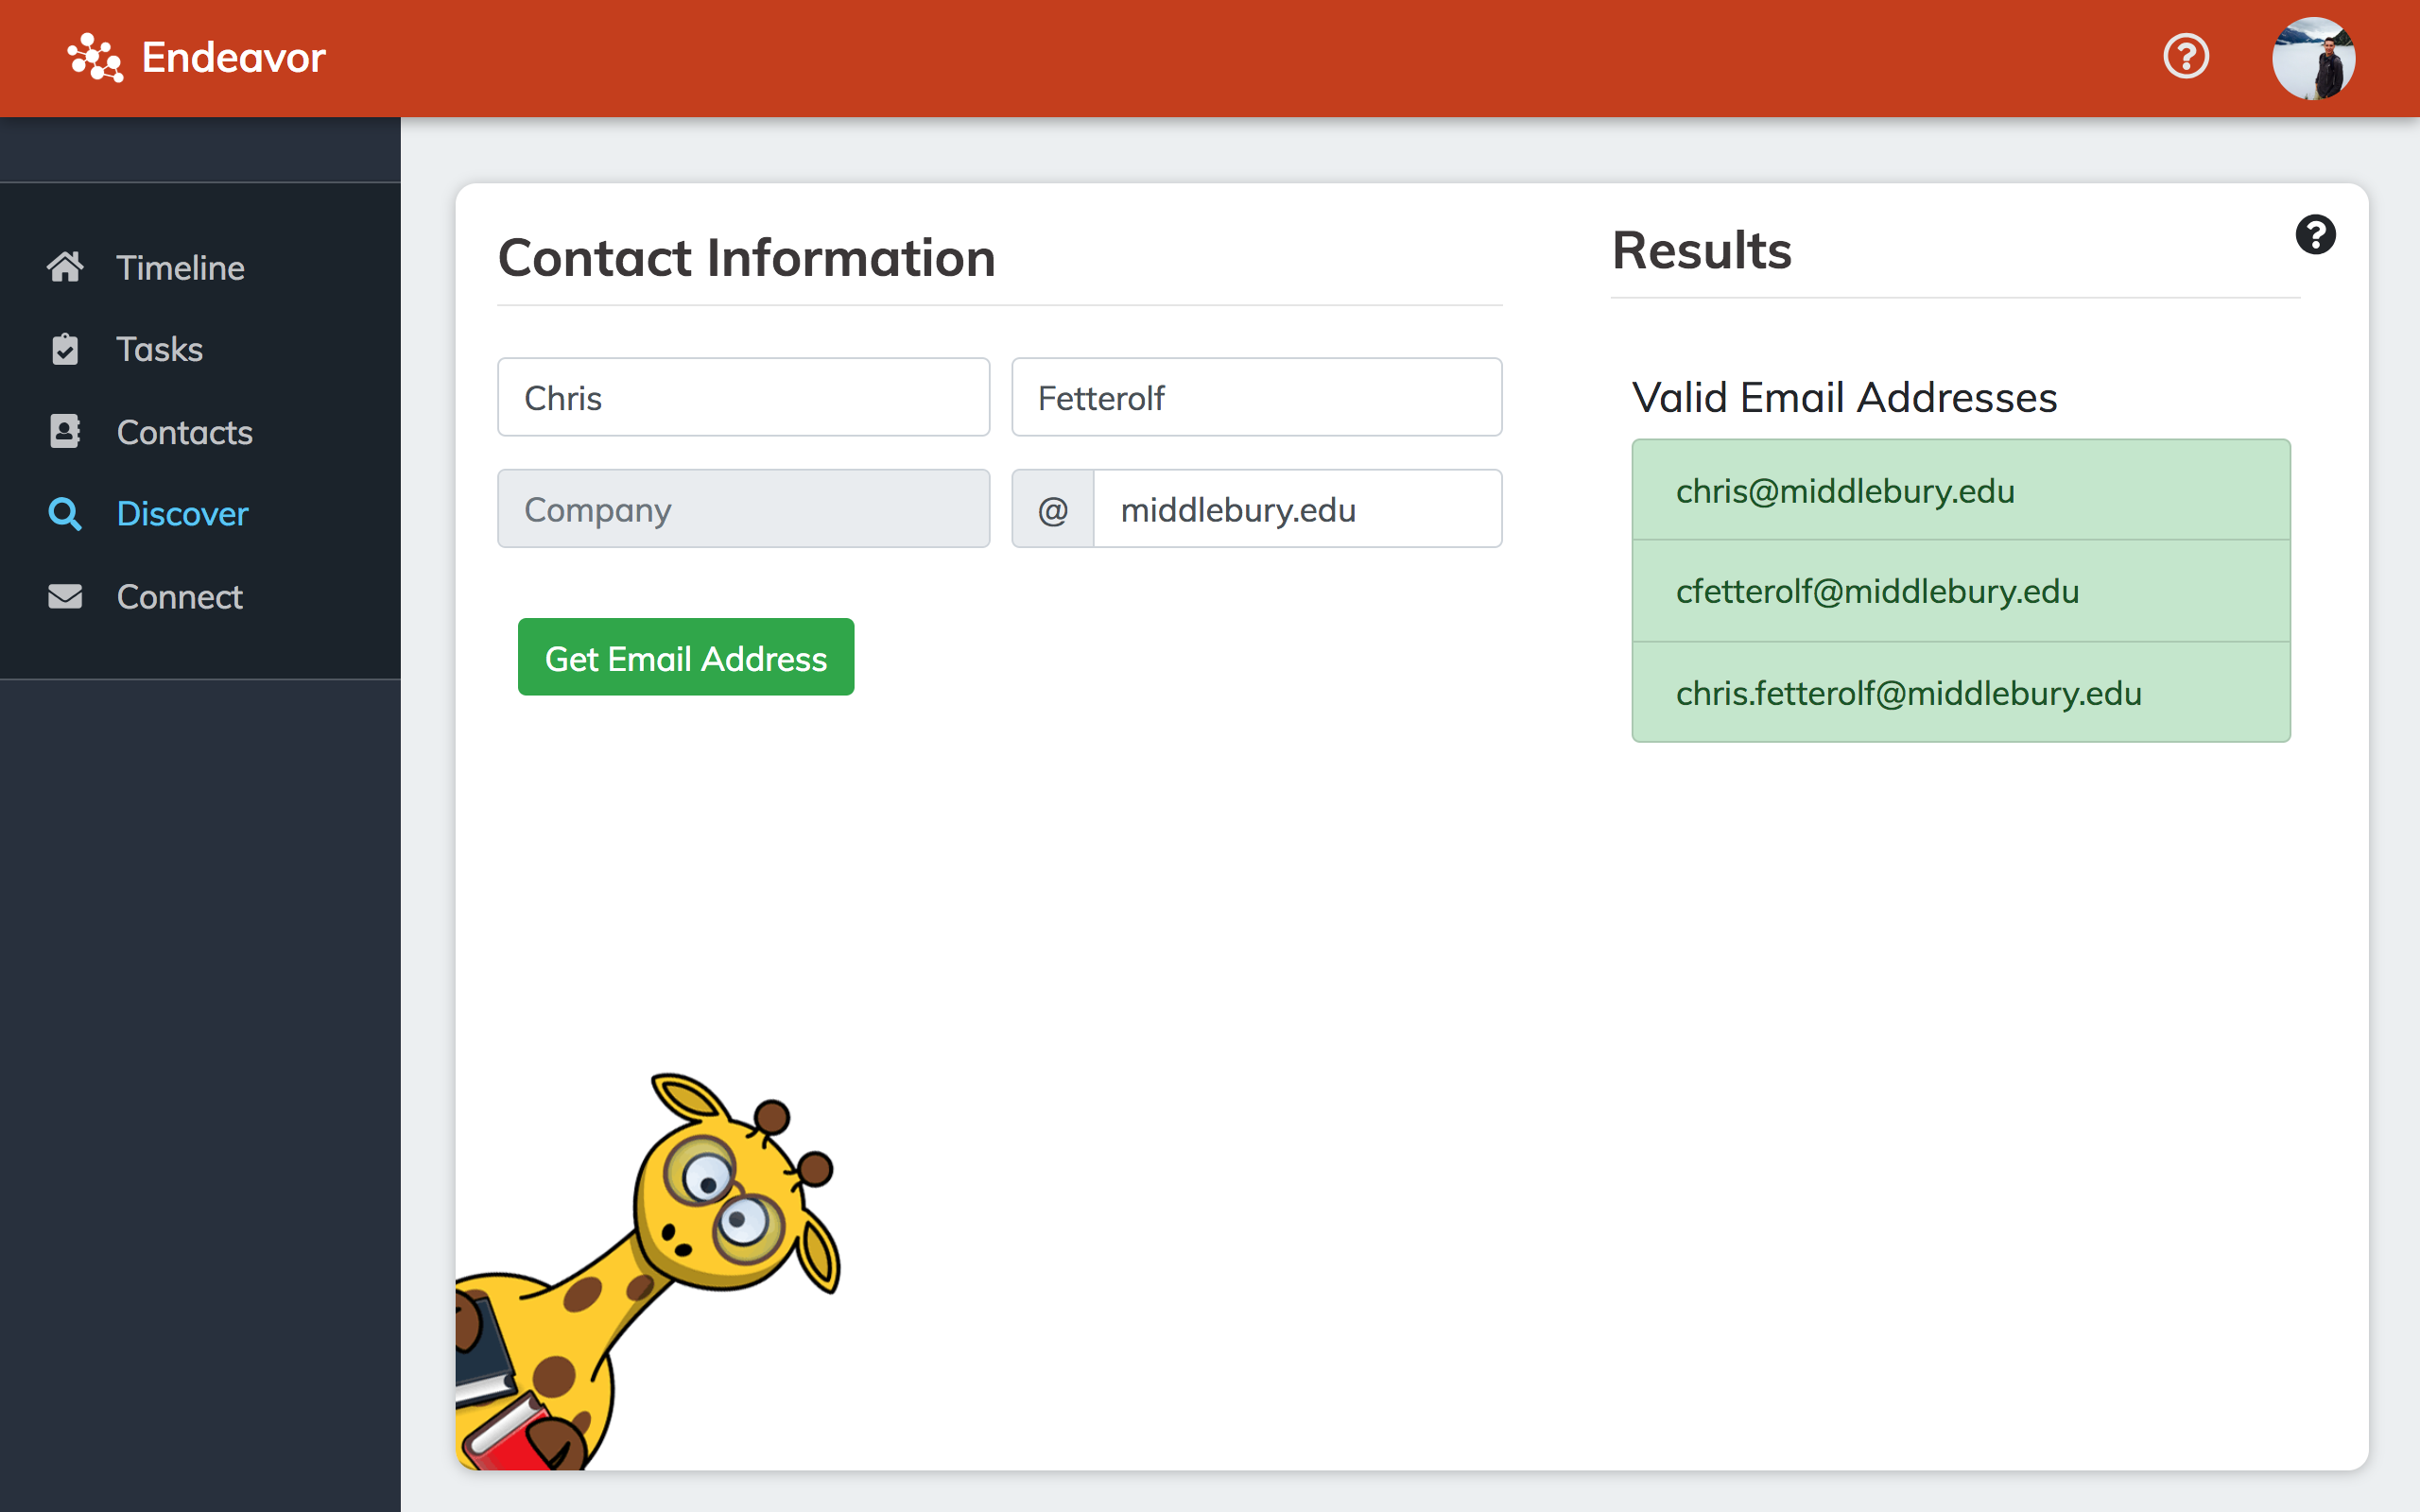 Endeavor
Timeline
Tasks
Contacts
Discover
Connect
Contact Information
Chris
Fetterolf
Company
@ middlebury.edu
Get Email Address
Results
Valid Email Addresses
chris@middlebury.edu
cfetterolf@middlebury.edu
chris.fetterolf@middlebury.edu